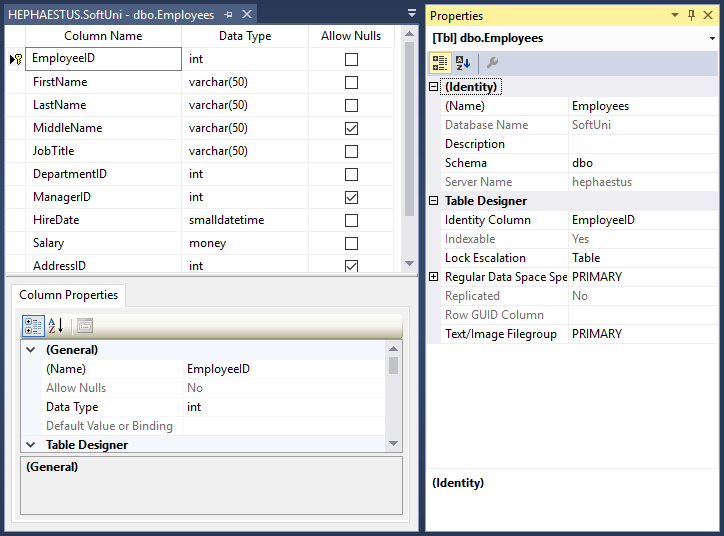 HEPHAESTUS.SoftUni - dbo.Employees
Column Name Data Type Allow Nulls
EmployeeID int
FirstName varchar(50)
LastName varchar(50)
MiddleName varchar(50)
JobTitle varchar(50)
DepartmentID int
ManagerID int
HireDate smalldatetime
Salary money
AddressID int
Column Properties
(General)
(Name) EmployeeID
Allow Nulls No
Data Type int
Default Value or Binding
Table Designer
(General)
Properties
[Tbl] dbo.Employees
(Identity)
(Name) Employees
Database Name SoftUni
Description
Schema dbo
Server Name hephaestus
Table Designer
Identity Column EmployeeID
Indexable Yes
Lock Escalation Table
Regular Data Space Spe PRIMARY
Replicated No
Row GUID Column
Text/Image Filegroup PRIMARY
(Identity)